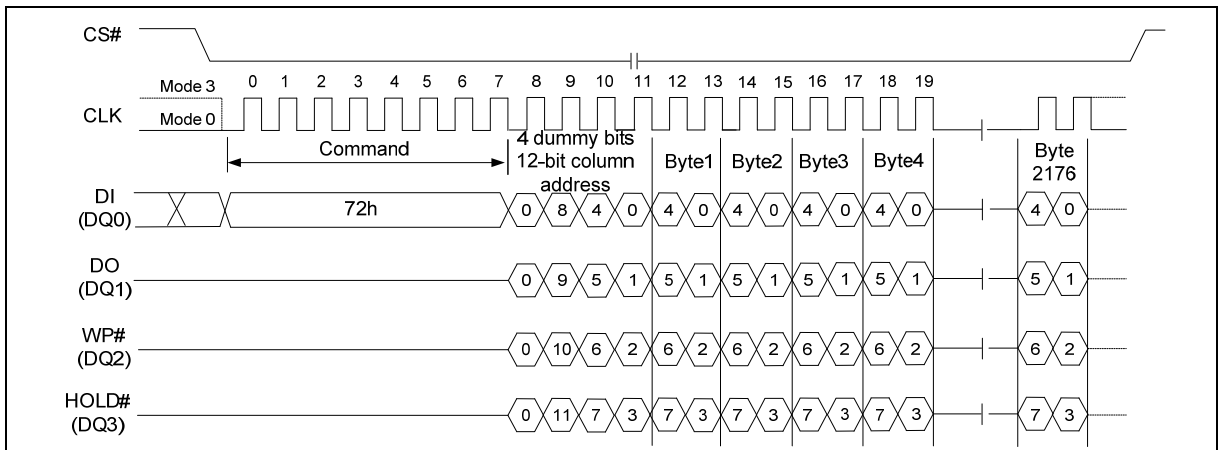 CS#
Mode 3 0 1 2 3 4 5 6 7 8 9 10 11 12 13 14 15 16 17 18 19
CLK Mode 0
Command 4 dummy bits 12-bit column address Byte1 Byte2 Byte3 Byte4 Byte 2176
DI (DQ0) 72h 0 8 4 0 4 0 4 0 4 0 4 0 4 0
DO (DQ1) 0 9 5 1 5 1 5 1 5 1 5 1 5 1
WP# (DQ2) 0 10 6 2 6 2 6 2 6 2 6 2 6 2
HOLD# (DQ3) 0 11 7 3 7 3 7 3 7 3 7 3 7 3